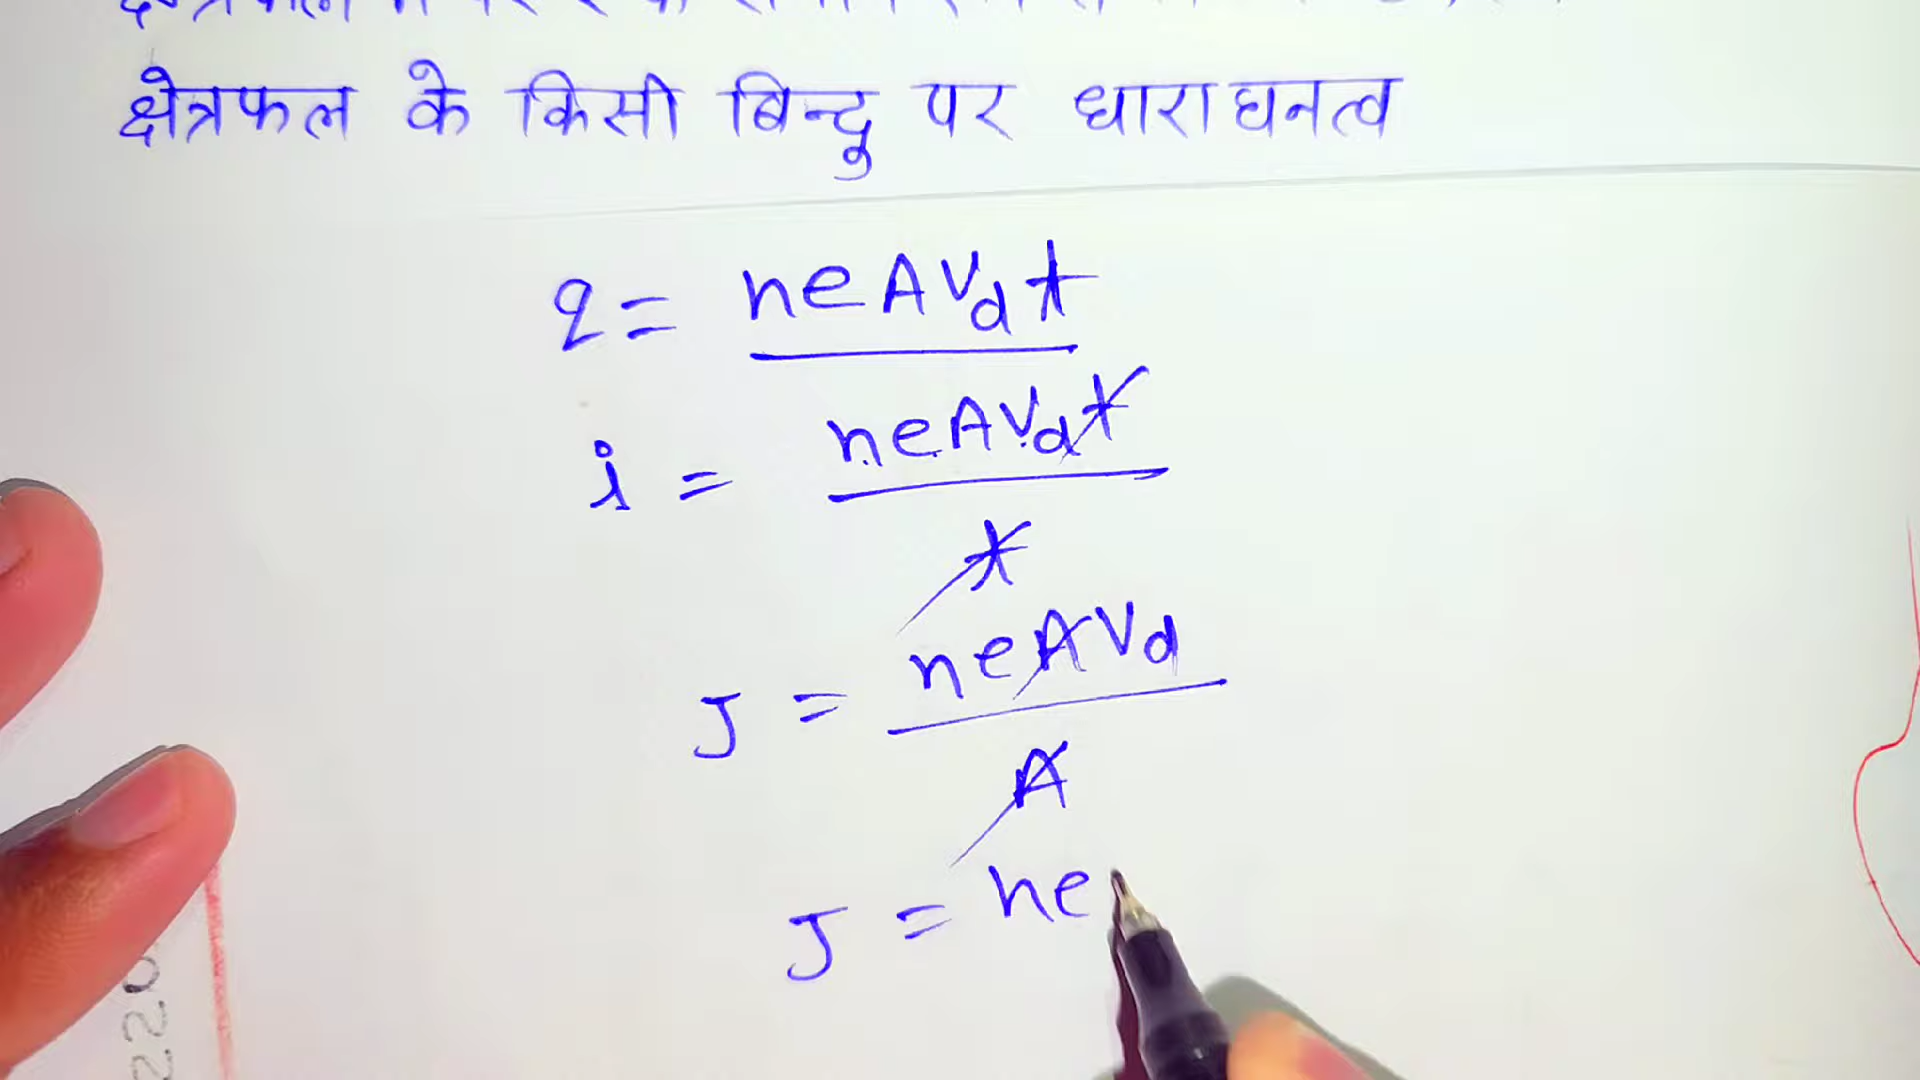 क्षेत्रफल के किसी बिन्दु पर धारा घनत्व
q = neAVdt
i = neAVdt
t
J = neAVd
A
J = ne